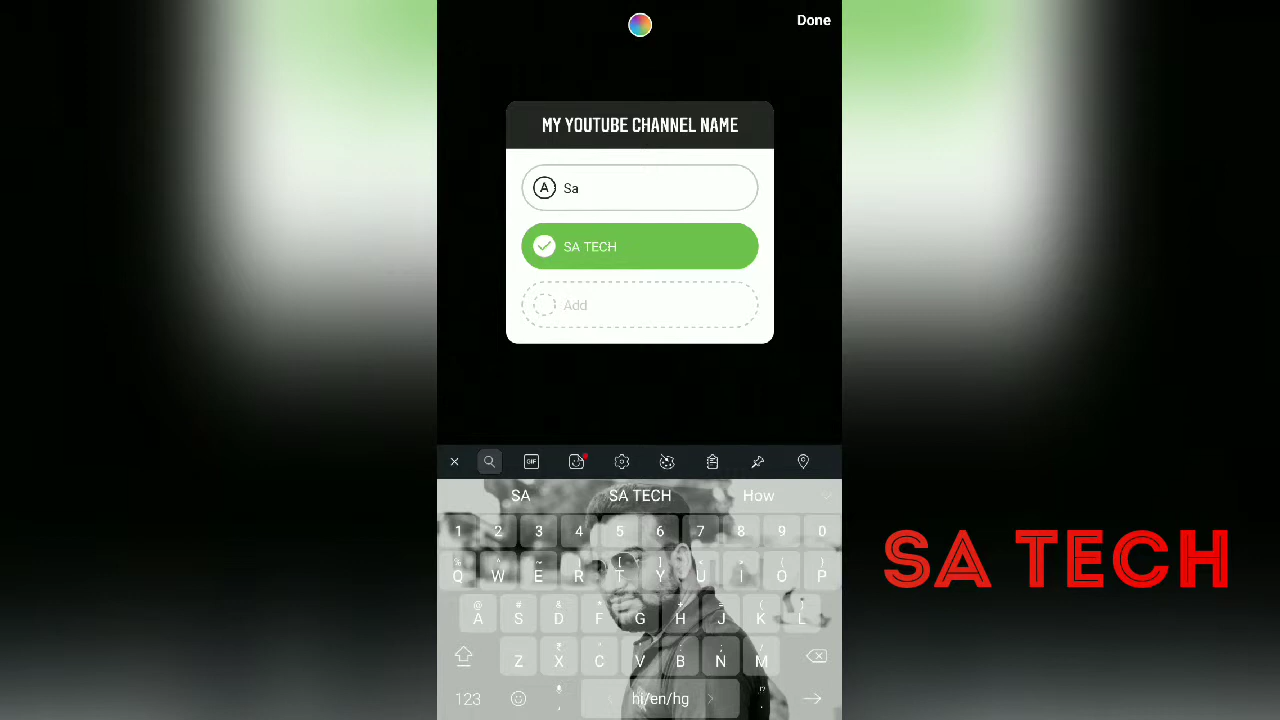 Done
MY YOUTUBE CHANNEL NAME
A Sa
SA TECH
Add
GIF
SA SA TECH How
1 2 3 4 5 6 7 8 9 0
Q W E R T Y U I O P
A S D F G H J K L
Z X C V B N M
123 hi/en/hg
SA TECH